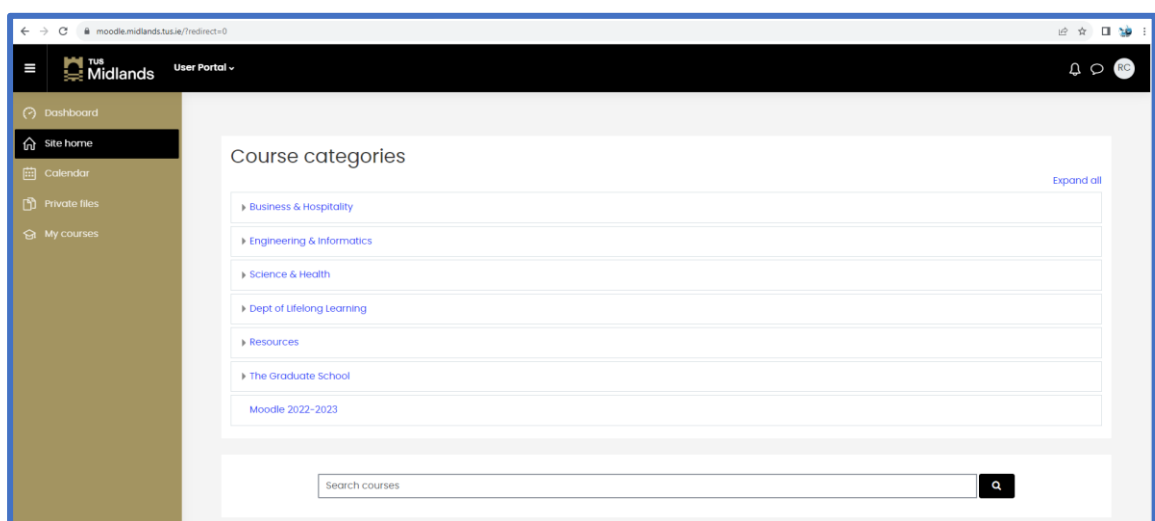 moodle.midlands.tus.ie/?redirect=0
TUS
Midlands
User Portal
RC
Dashboard
Site home
Calendar
Private files
My courses
Course categories
Expand all
Business & Hospitality
Engineering & Informatics
Science & Health
Dept of Lifelong Learning
Resources
The Graduate School
Moodle 2022-2023
Search courses